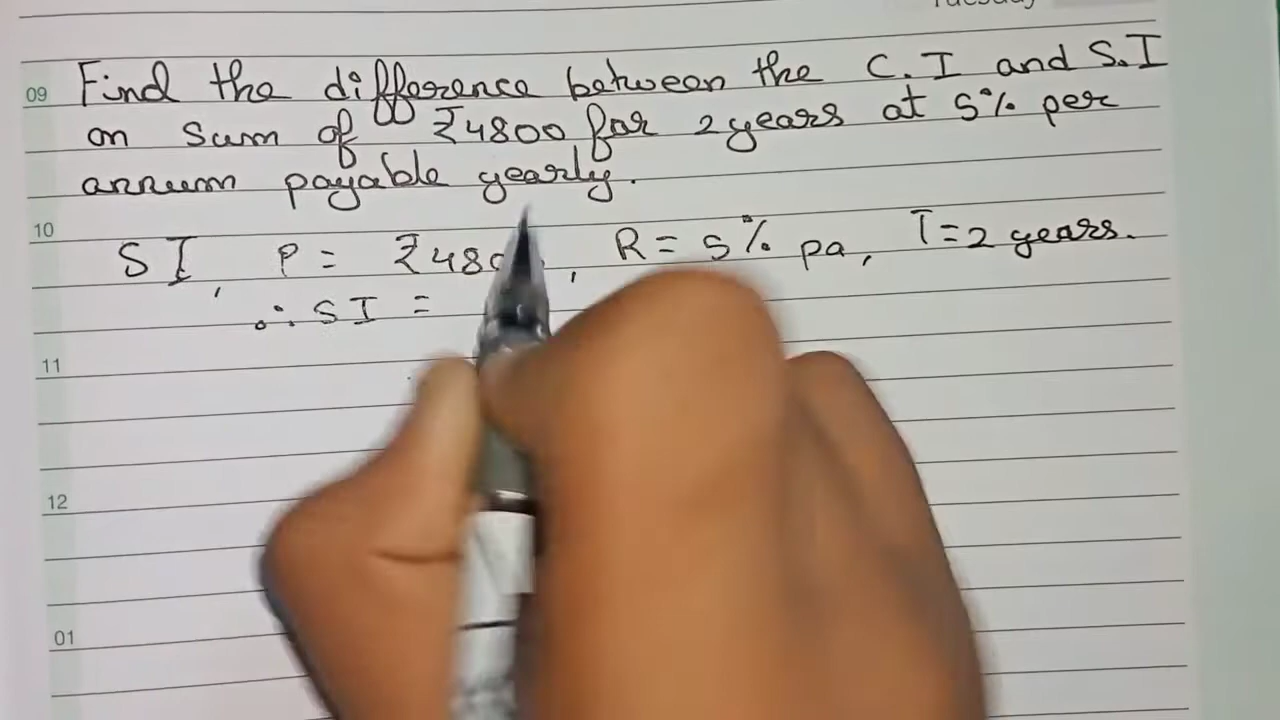 Tuesday
09 Find the difference between the C.I and S.I
on sum of ₹4800 for 2 years at 5% per
annum payable yearly.
10
SI, P = ₹480 , R = 5% pa, T = 2 years.
∴ SI =
11
12
01